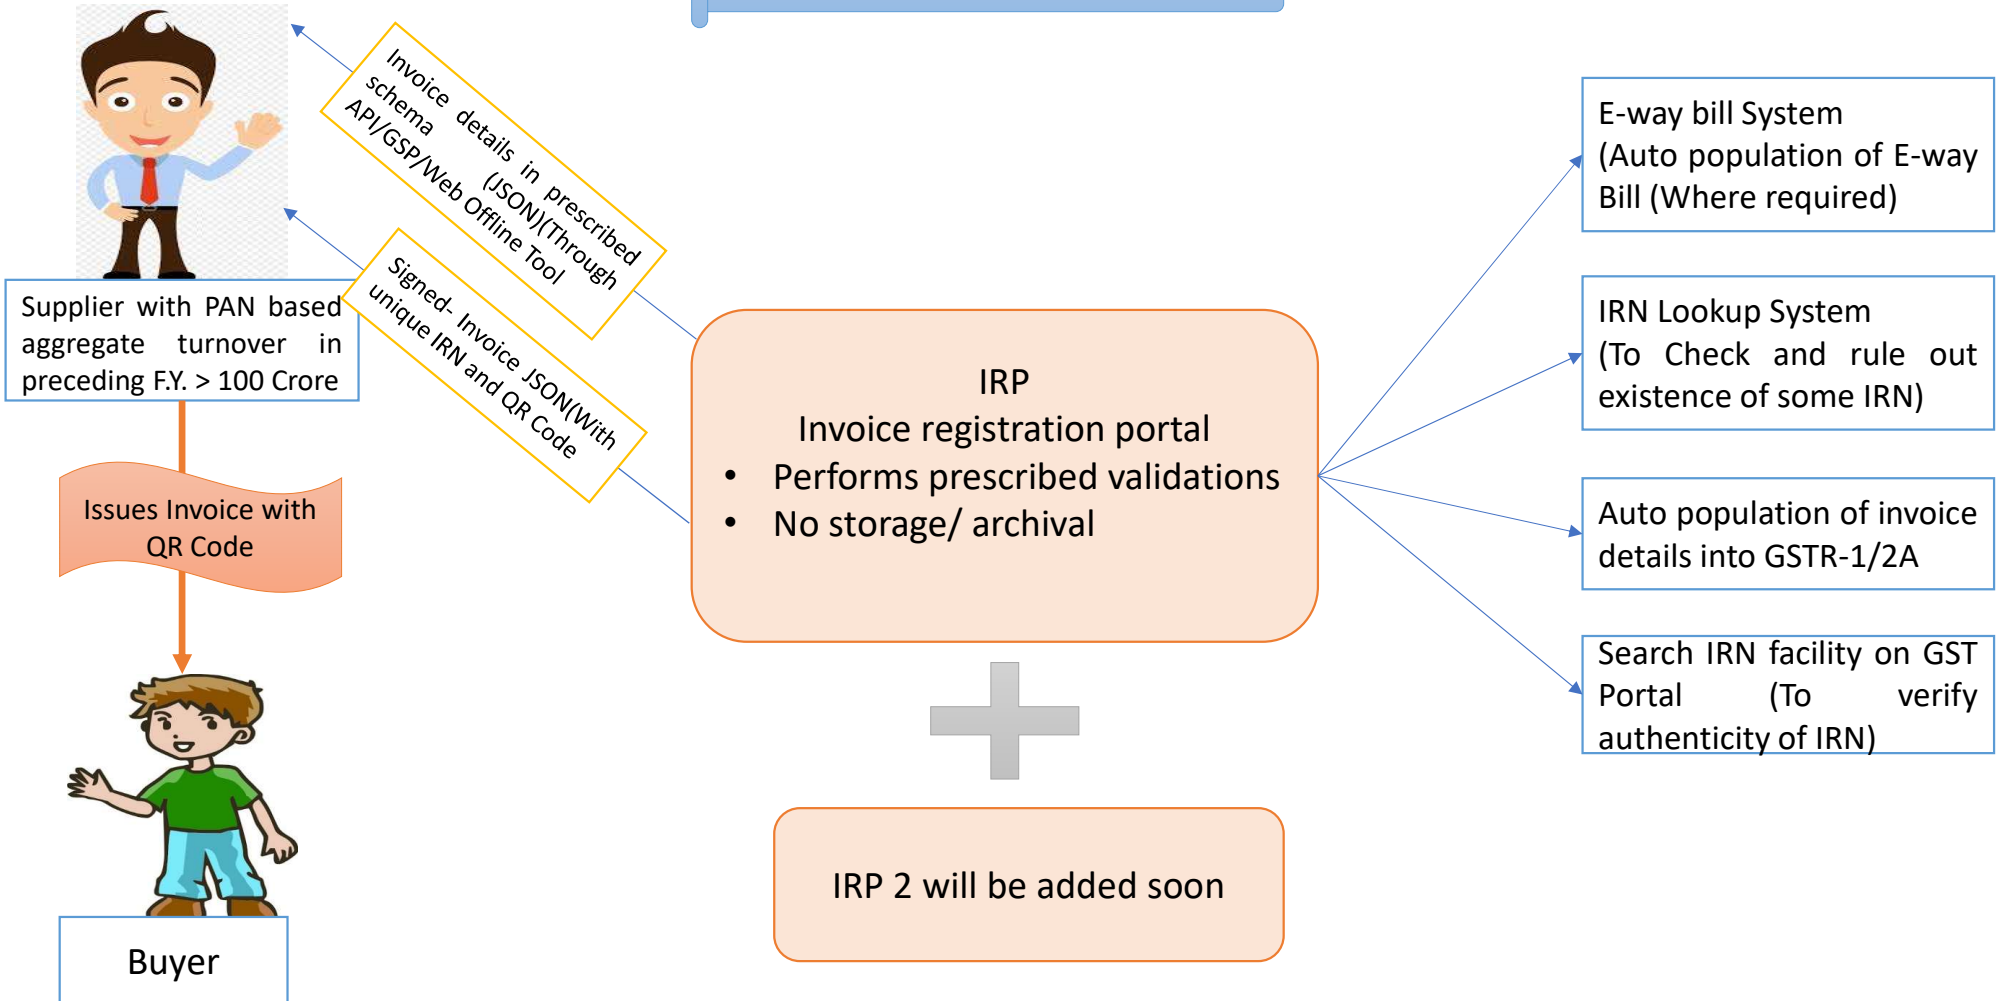 Invoice details in prescribed
schema (JSON)(Through
API/GSP/Web Offline Tool
Signed- Invoice JSON(With
unique IRN and QR Code
Supplier with PAN based
aggregate turnover in
preceding F.Y. > 100 Crore
Issues Invoice with
QR Code
Buyer
IRP
Invoice registration portal
• Performs prescribed validations
• No storage/ archival
IRP 2 will be added soon
E-way bill System
(Auto population of E-way
Bill (Where required)
IRN Lookup System
(To Check and rule out
existence of some IRN)
Auto population of invoice
details into GSTR-1/2A
Search IRN facility on GST
Portal (To verify
authenticity of IRN)